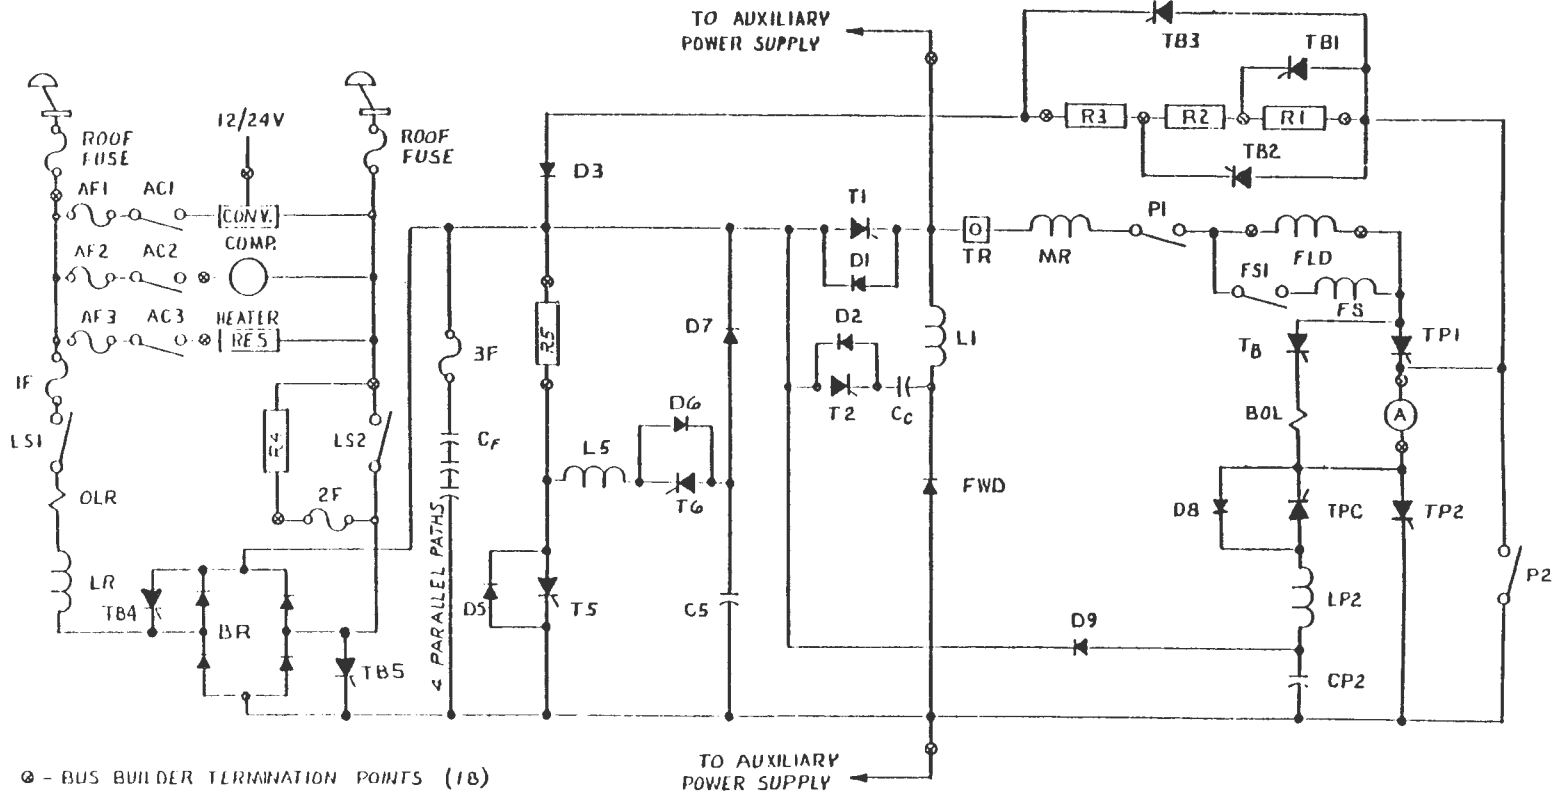 TO AUXILIARY
POWER SUPPLY
TB3
TB1
12/24V
ROOF
FUSE
ROOF
FUSE
R3
R2
R1
TB2
D3
AF1
AC1
CONV.
T1
P1
COMP.
AF2
AC2
D1
TR
MR
FLD
FS1
FS
AF3
AC3
HEATER
RES
R5
D7
D2
L1
TB
TP1
1F
3F
T2
CC
BOL
A
LS1
R4
LS2
CF
L5
D6
T6
FWD
OLR
2F
D8
TPC
TP2
LR
TB4
BR
TB5
4 PARALLEL PATHS
D5
T5
C5
D9
LP2
P2
CP2
TO AUXILIARY
POWER SUPPLY
⊗ - BUS BUILDER TERMINATION POINTS (18)